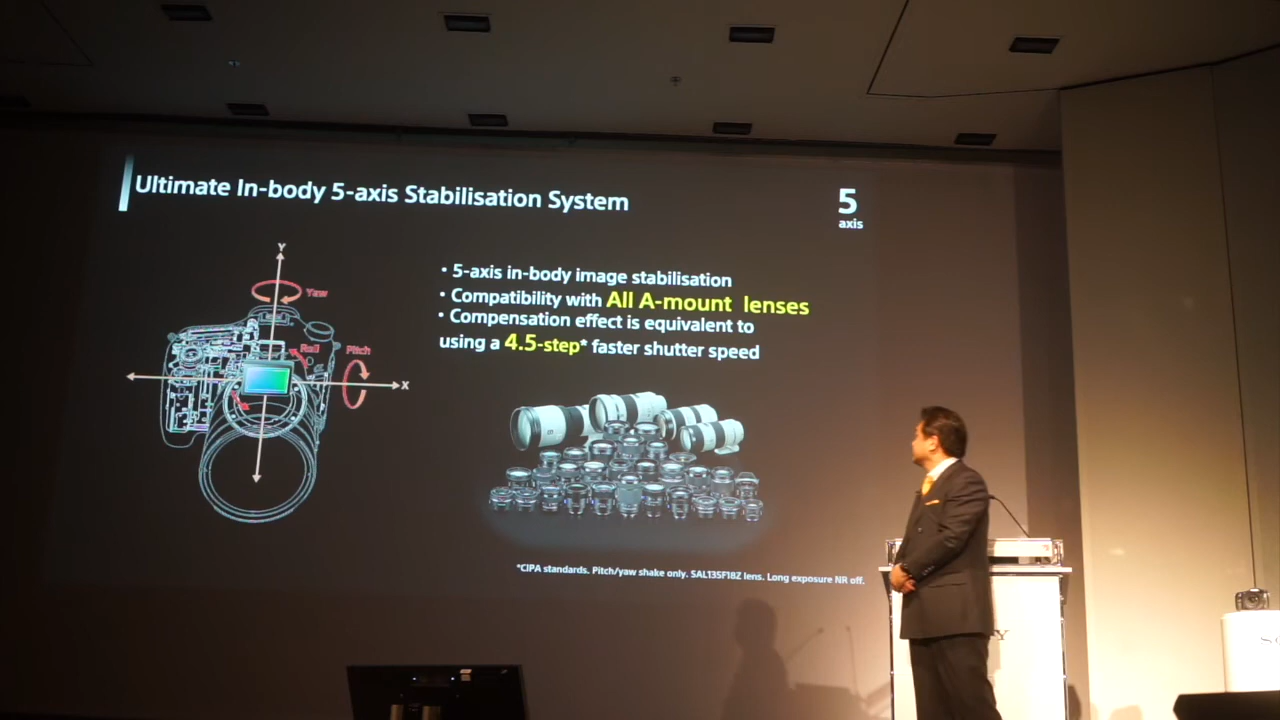 Ultimate In-body 5-axis Stabilisation System
5
axis
Y
Yaw
Roll
Pitch
X
• 5-axis in-body image stabilisation
• Compatibility with All A-mount lenses
• Compensation effect is equivalent to
using a 4.5-step* faster shutter speed
*CIPA standards. Pitch/yaw shake only. SAL135F18Z lens. Long exposure NR off.